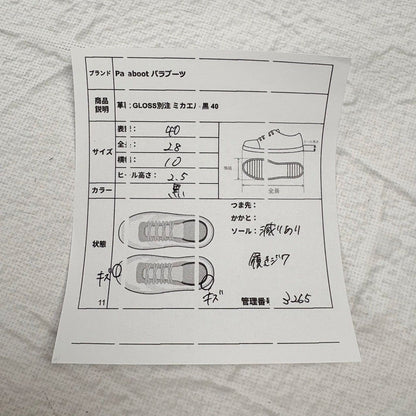 ブランド Pa aboot パラブーツ
商品説明 革 : GLOSS別注 ミカエル 黒 40
サイズ
表 : 40
全 : 28
横 : 10
ヒ ル高さ : 2.5
全長
カラー 黒
状態
つま先 :
かかと :
ソール : 減りあり
履きジワ
キズ
キズ
11
管理番 3265